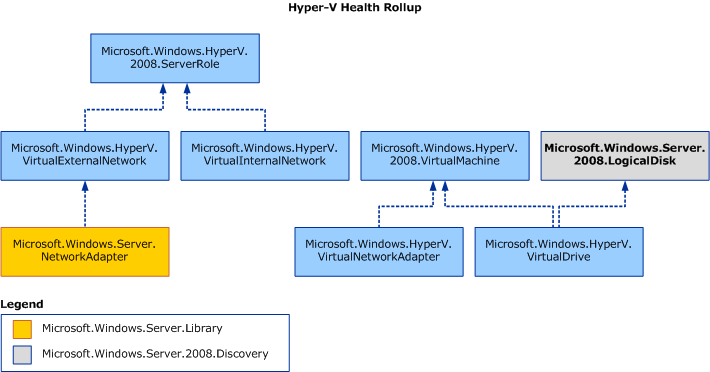 Hyper-V Health Rollup
Microsoft.Windows.HyperV.
2008.ServerRole
Microsoft.Windows.HyperV.
VirtualExternalNetwork
Microsoft.Windows.HyperV.
VirtualInternalNetwork
Microsoft.Windows.HyperV.
2008.VirtualMachine
Microsoft.Windows.Server.
2008.LogicalDisk
Microsoft.Windows.Server.
NetworkAdapter
Microsoft.Windows.HyperV.
VirtualNetworkAdapter
Microsoft.Windows.HyperV.
VirtualDrive
Legend
Microsoft.Windows.Server.Library
Microsoft.Windows.Server.2008.Discovery